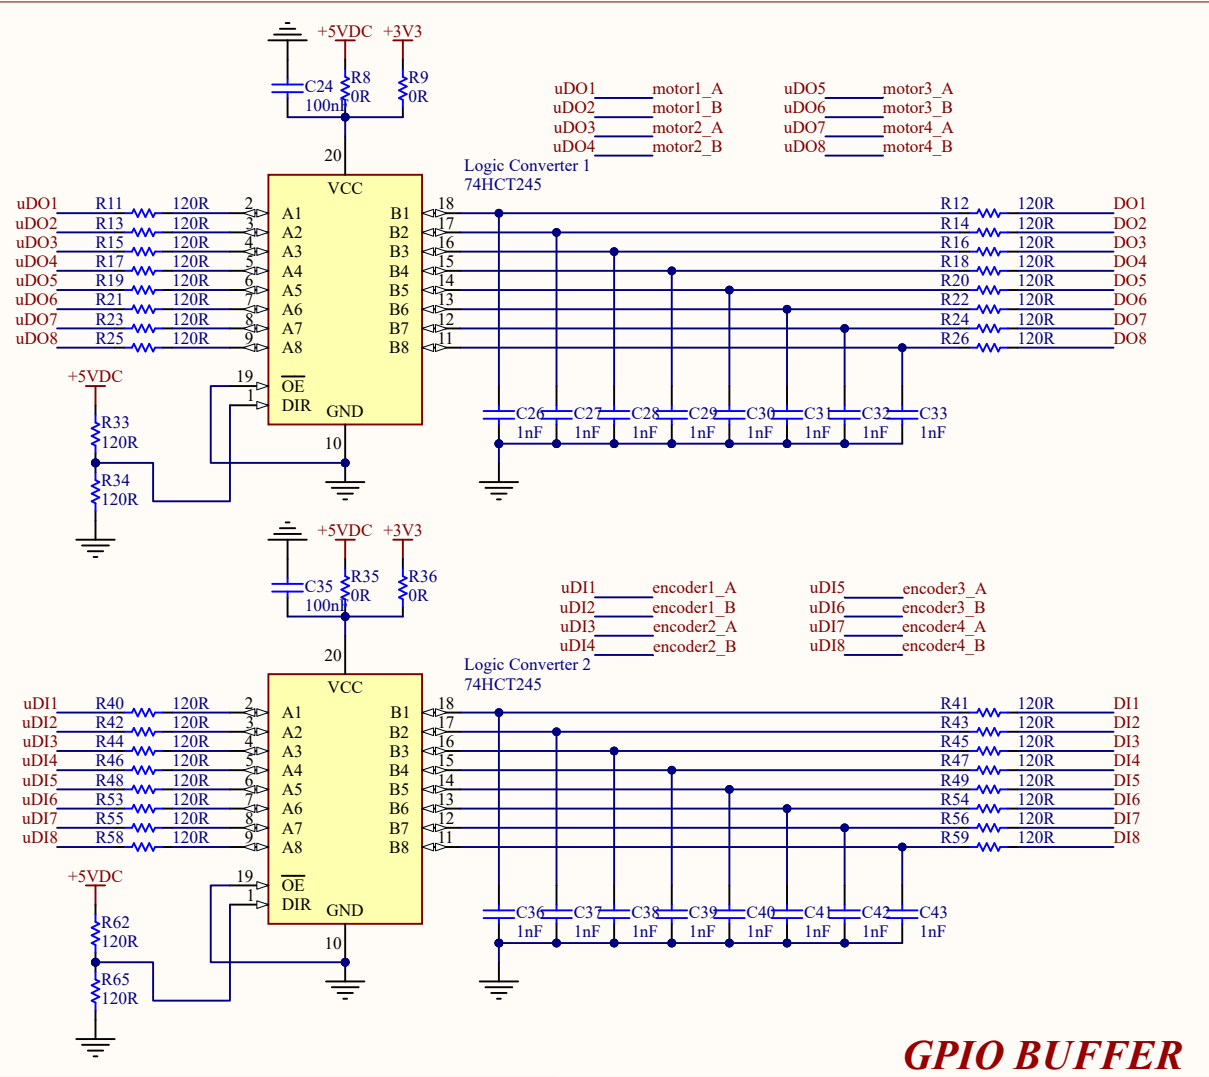 +5VDC +3V3
C24 100nF R8 0R R9 0R
uDO1 motor1_A uDO5 motor3_A
uDO2 motor1_B uDO6 motor3_B
uDO3 motor2_A uDO7 motor4_A
uDO4 motor2_B uDO8 motor4_B
20
Logic Converter 1
74HCT245
VCC
uDO1 R11 120R 2 A1 B1 18 R12 120R DO1
uDO2 R13 120R 3 A2 B2 17 R14 120R DO2
uDO3 R15 120R 4 A3 B3 16 R16 120R DO3
uDO4 R17 120R 5 A4 B4 15 R18 120R DO4
uDO5 R19 120R 6 A5 B5 14 R20 120R DO5
uDO6 R21 120R 7 A6 B6 13 R22 120R DO6
uDO7 R23 120R 8 A7 B7 12 R24 120R DO7
uDO8 R25 120R 9 A8 B8 11 R26 120R DO8
+5VDC 19 OE
1 DIR GND
C26 C27 C28 C29 C30 C31 C32 C33
1nF 1nF 1nF 1nF 1nF 1nF 1nF 1nF
R33
120R
10
R34
120R
+5VDC +3V3
C35 100nF R35 0R R36 0R
uDI1 encoder1_A uDI5 encoder3_A
uDI2 encoder1_B uDI6 encoder3_B
uDI3 encoder2_A uDI7 encoder4_A
uDI4 encoder2_B uDI8 encoder4_B
20
Logic Converter 2
74HCT245
VCC
uDI1 R40 120R 2 A1 B1 18 R41 120R DI1
uDI2 R42 120R 3 A2 B2 17 R43 120R DI2
uDI3 R44 120R 4 A3 B3 16 R45 120R DI3
uDI4 R46 120R 5 A4 B4 15 R47 120R DI4
uDI5 R48 120R 6 A5 B5 14 R49 120R DI5
uDI6 R53 120R 7 A6 B6 13 R54 120R DI6
uDI7 R55 120R 8 A7 B7 12 R56 120R DI7
uDI8 R58 120R 9 A8 B8 11 R59 120R DI8
+5VDC 19 OE
1 DIR GND
C36 C37 C38 C39 C40 C41 C42 C43
1nF 1nF 1nF 1nF 1nF 1nF 1nF 1nF
R62
120R
10
R65
120R
GPIO BUFFER